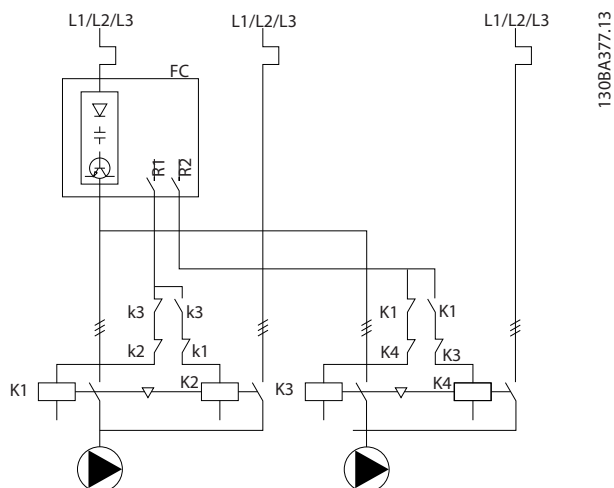 L1/L2/L3
L1/L2/L3
L1/L2/L3
130BA377.13
FC
R1
R2
k3
k3
K1
K1
k2
k1
K4
K3
K1
K2
K3
K4